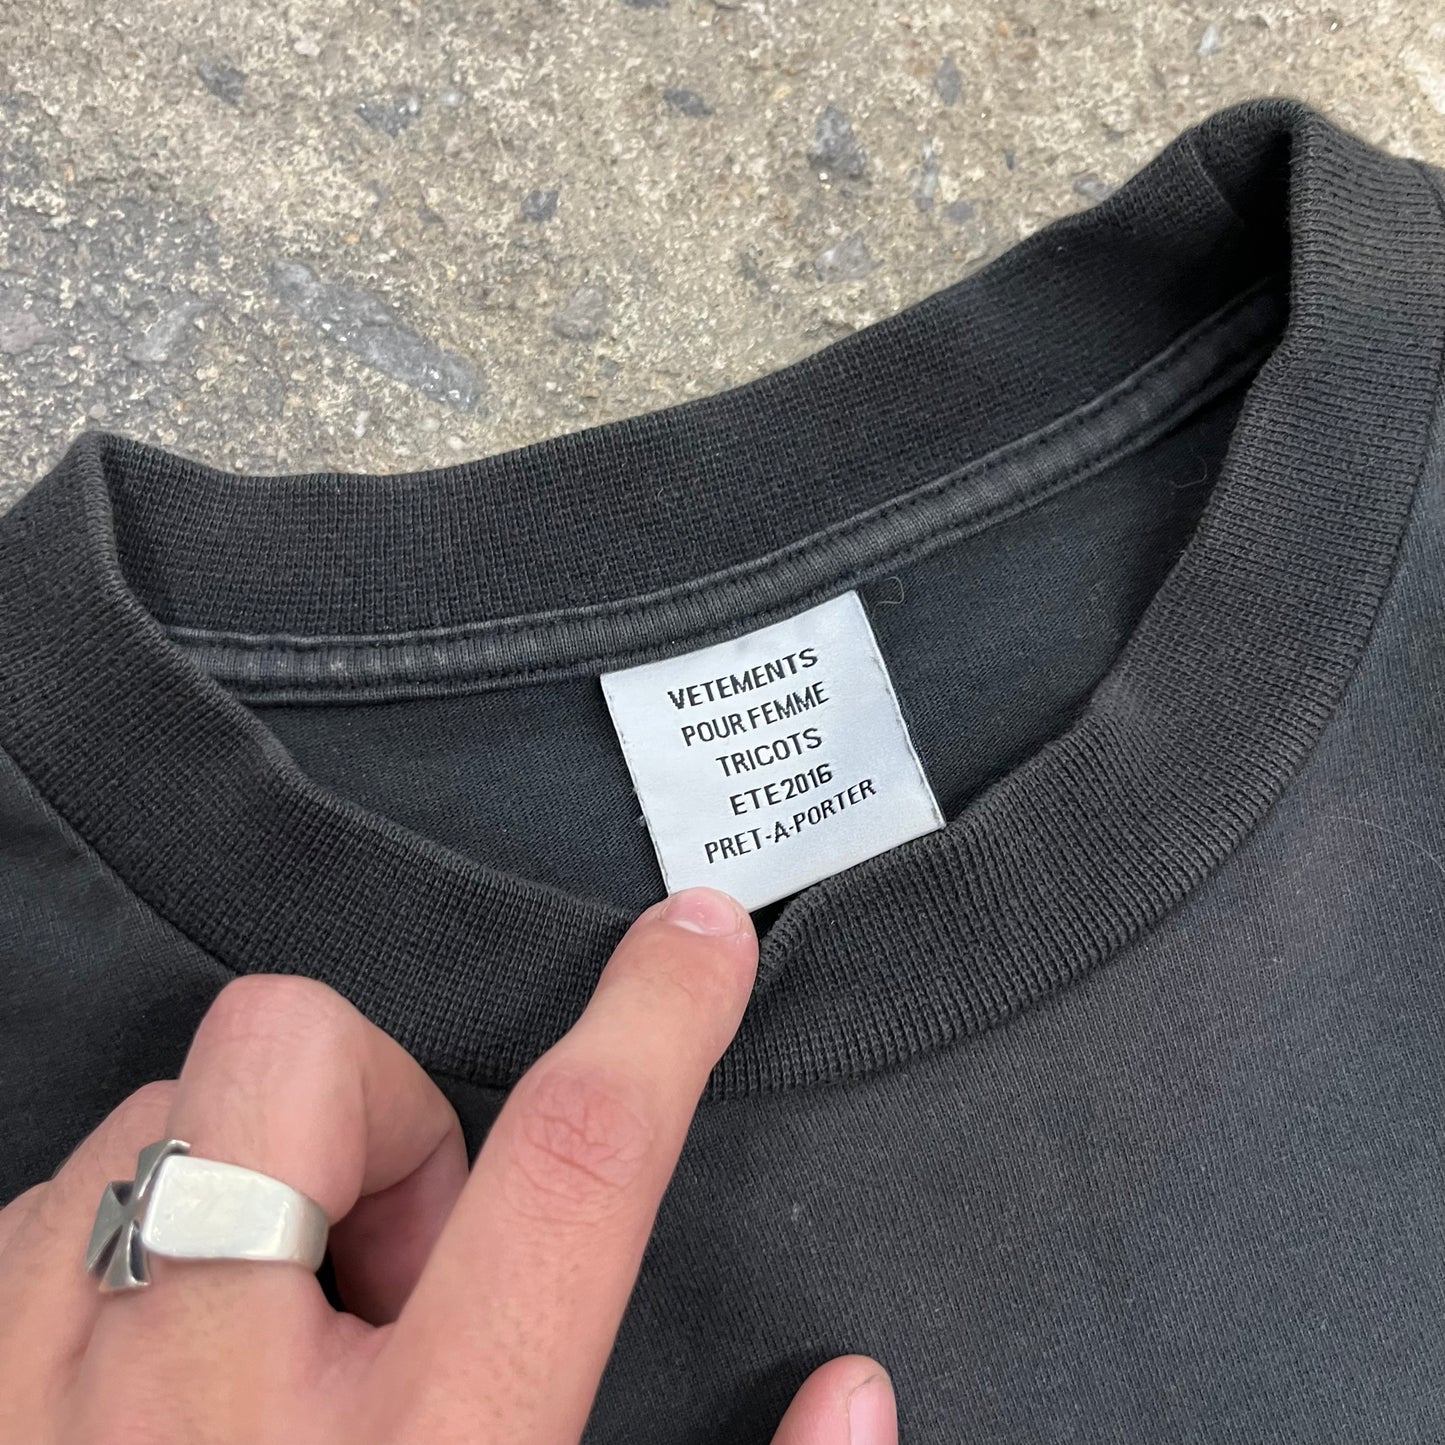 VETEMENTS
POUR FEMME
TRICOTS
ETE2016
PRET-A-PORTER